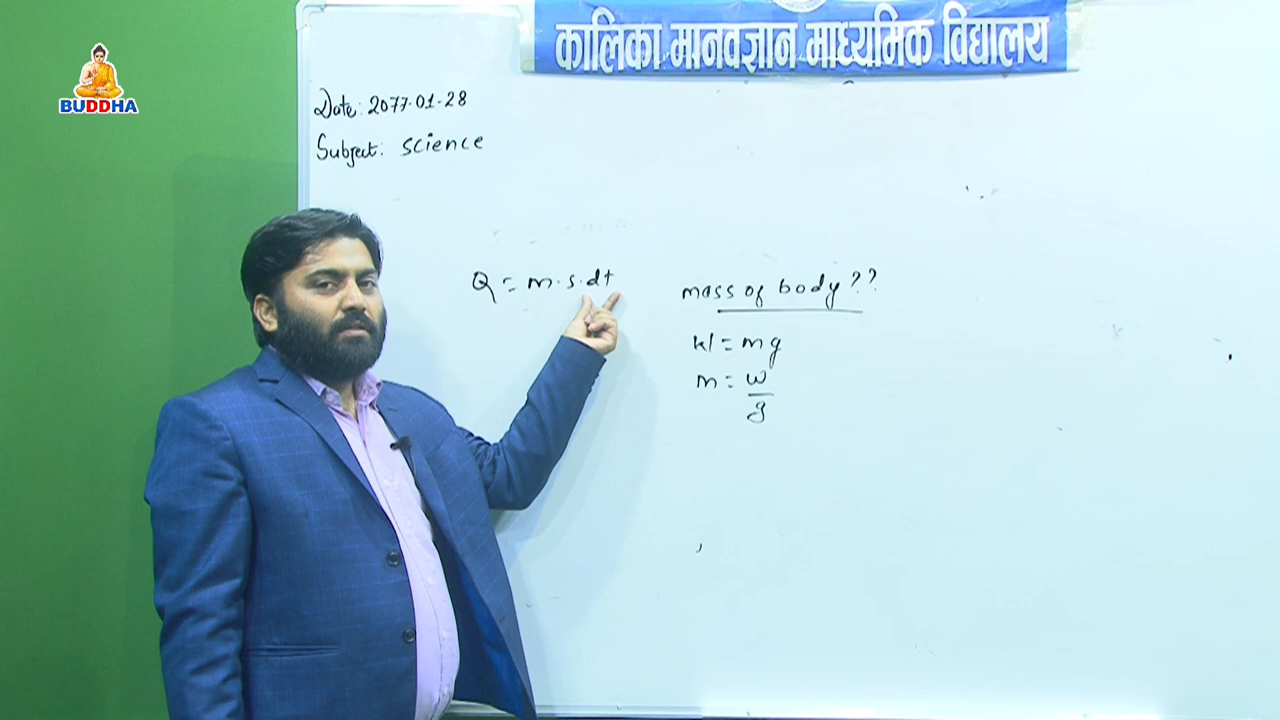 BUDDHA
कालिका मानवज्ञान माध्यमिक विद्यालय
Date: 2077-01-28
Subject: science
Q = m·s·dt
mass of body ??
W = mg
m = w
g